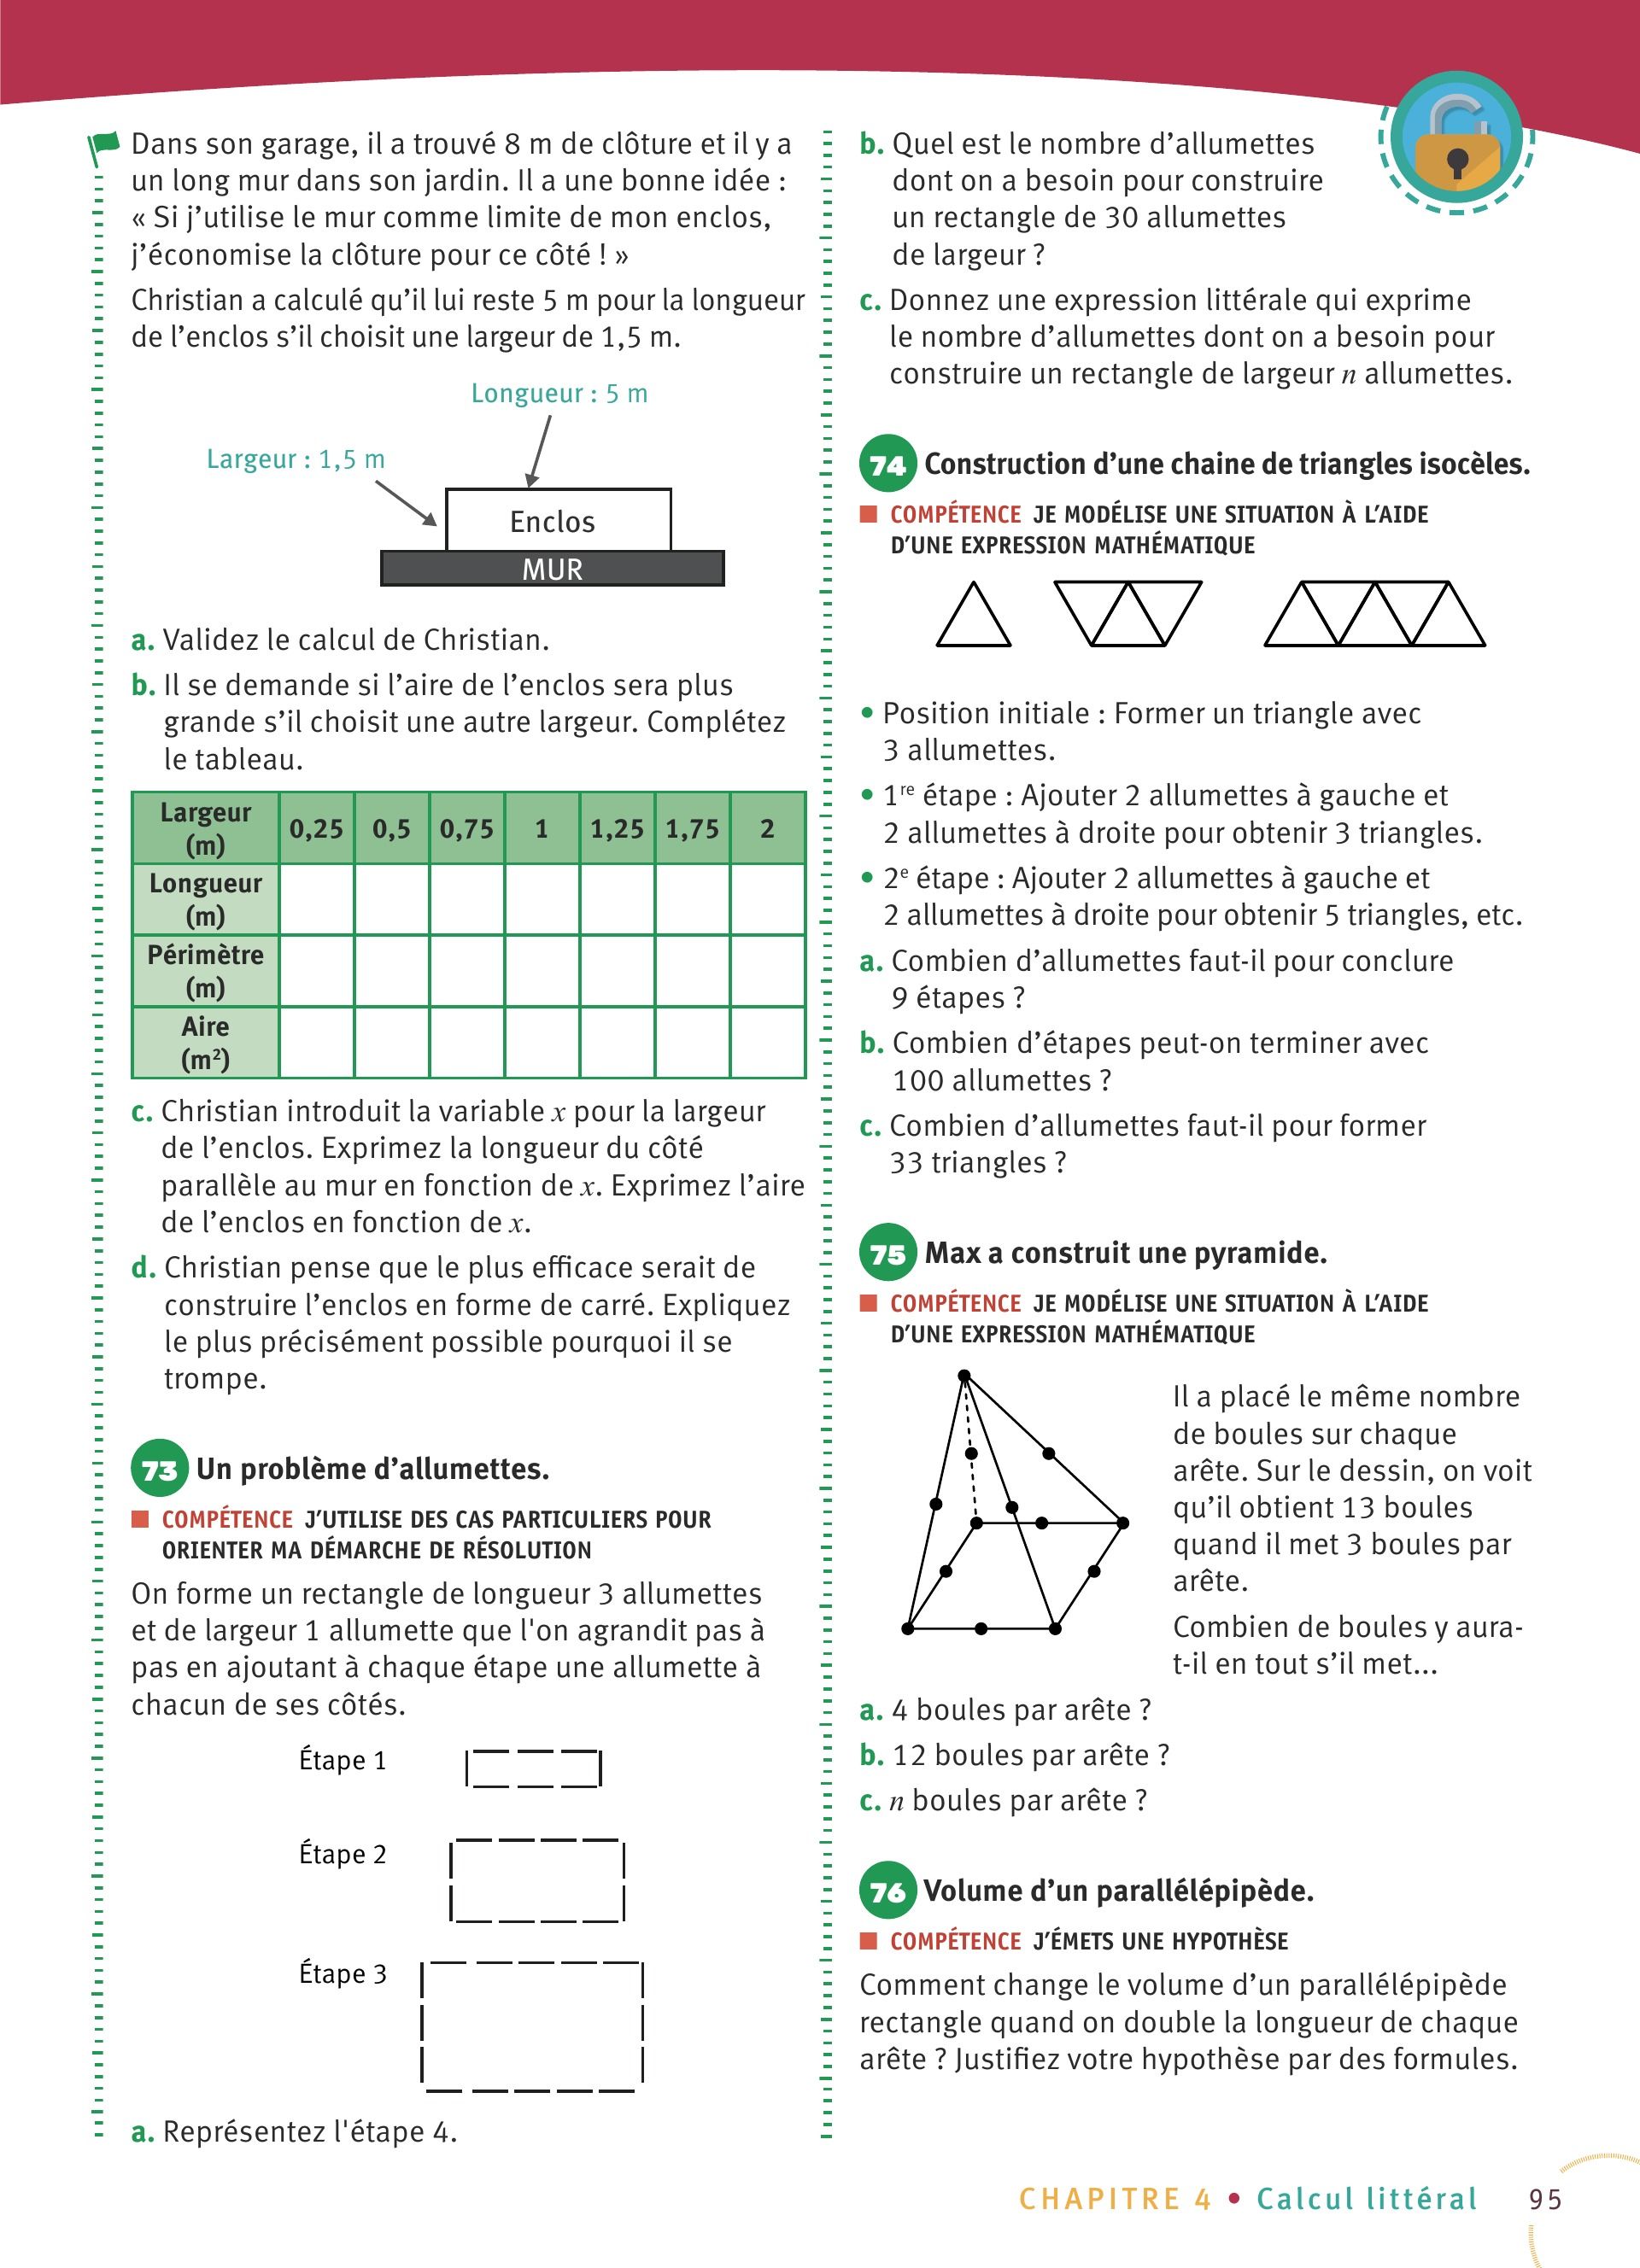 Dans son garage, il a trouvé 8 m de clôture et il y a
un long mur dans son jardin. Il a une bonne idée :
« Si j’utilise le mur comme limite de mon enclos,
j’économise la clôture pour ce côté ! »
Christian a calculé qu’il lui reste 5 m pour la longueur
de l’enclos s’il choisit une largeur de 1,5 m.
Longueur : 5 m
Largeur : 1,5 m
Enclos
MUR
a. Validez le calcul de Christian.
b. Il se demande si l’aire de l’enclos sera plus
grande s’il choisit une autre largeur. Complétez
le tableau.
Largeur
(m)
0,25 0,5 0,75 1 1,25 1,75 2
Longueur
(m)
Périmètre
(m)
Aire
(m²)
c. Christian introduit la variable x pour la largeur
de l’enclos. Exprimez la longueur du côté
parallèle au mur en fonction de x. Exprimez l’aire
de l’enclos en fonction de x.
d. Christian pense que le plus efficace serait de
construire l’enclos en forme de carré. Expliquez
le plus précisément possible pourquoi il se
trompe.
73 Un problème d’allumettes.
COMPÉTENCE J’UTILISE DES CAS PARTICULIERS POUR
ORIENTER MA DÉMARCHE DE RÉSOLUTION
On forme un rectangle de longueur 3 allumettes
et de largeur 1 allumette que l'on agrandit pas à
pas en ajoutant à chaque étape une allumette à
chacun de ses côtés.
Étape 1
Étape 2
Étape 3
a. Représentez l'étape 4.
b. Quel est le nombre d’allumettes
dont on a besoin pour construire
un rectangle de 30 allumettes
de largeur ?
c. Donnez une expression littérale qui exprime
le nombre d’allumettes dont on a besoin pour
construire un rectangle de largeur n allumettes.
74 Construction d’une chaine de triangles isocèles.
COMPÉTENCE JE MODÉLISE UNE SITUATION À L’AIDE
D’UNE EXPRESSION MATHÉMATIQUE
• Position initiale : Former un triangle avec
3 allumettes.
• 1re étape : Ajouter 2 allumettes à gauche et
2 allumettes à droite pour obtenir 3 triangles.
• 2e étape : Ajouter 2 allumettes à gauche et
2 allumettes à droite pour obtenir 5 triangles, etc.
a. Combien d’allumettes faut-il pour conclure
9 étapes ?
b. Combien d’étapes peut-on terminer avec
100 allumettes ?
c. Combien d’allumettes faut-il pour former
33 triangles ?
75 Max a construit une pyramide.
COMPÉTENCE JE MODÉLISE UNE SITUATION À L’AIDE
D’UNE EXPRESSION MATHÉMATIQUE
Il a placé le même nombre
de boules sur chaque
arête. Sur le dessin, on voit
qu’il obtient 13 boules
quand il met 3 boules par
arête.
Combien de boules y aura-
t-il en tout s’il met...
a. 4 boules par arête ?
b. 12 boules par arête ?
c. n boules par arête ?
76 Volume d’un parallélépipède.
COMPÉTENCE J’ÉMETS UNE HYPOTHÈSE
Comment change le volume d’un parallélépipède
rectangle quand on double la longueur de chaque
arête ? Justifiez votre hypothèse par des formules.
CHAPITRE 4 • Calcul littéral 95